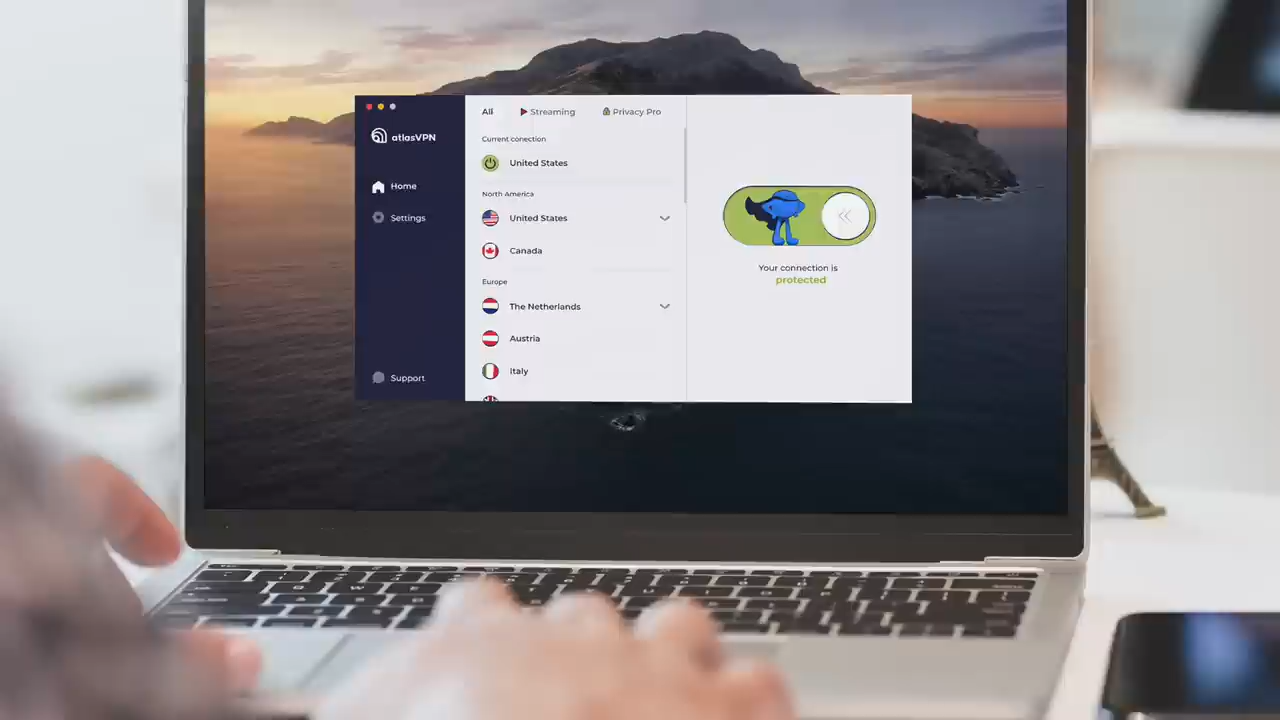 atlasVPN
Home
Settings
Support
All
Streaming
Privacy Pro
Current conection
United States
North America
United States
Canada
Europe
The Netherlands
Austria
Italy
Your connection is
protected